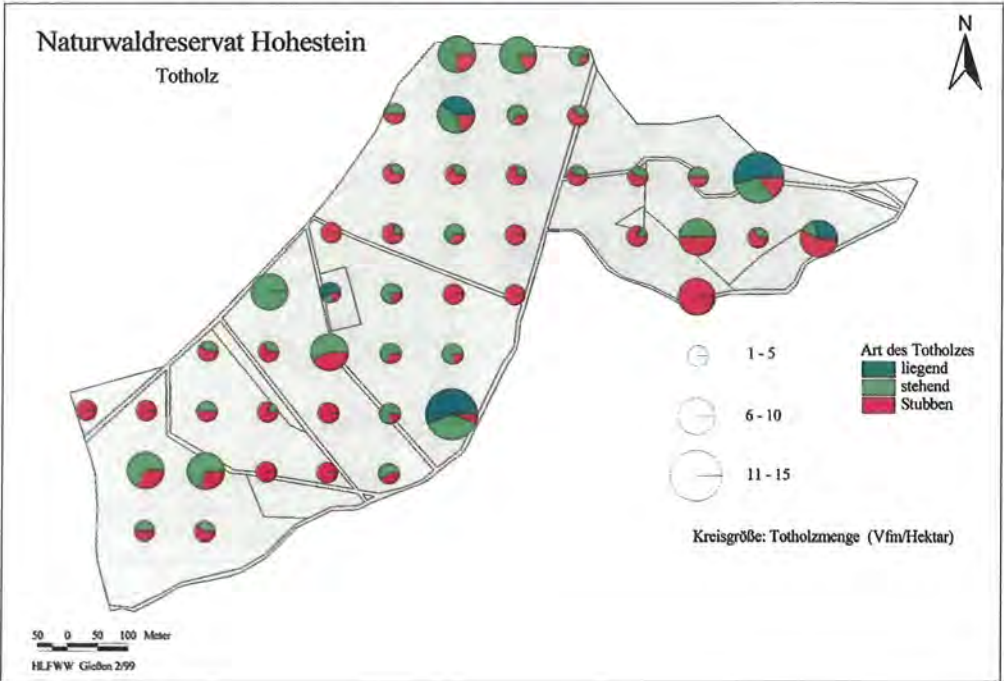 Naturwaldreservat Hohestein
Totholz
N
1 - 5
6 - 10
11 - 15
Art des Totholzes
liegend
stehend
Stubben
Kreisgröße: Totholzmenge (Vfm/Hektar)
50 0 50 100 Meter
HLFWW Gießen 2/99